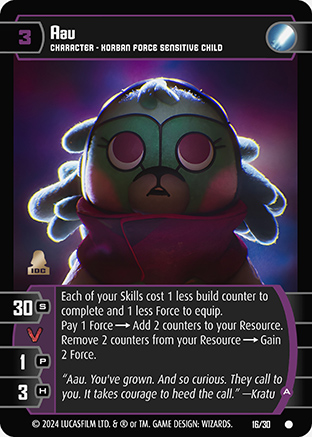 3
Aau
CHARACTER - KORBAN FORCE SENSITIVE CHILD
IDC
30 S
1 P
3 H
Each of your Skills cost 1 less build counter to
complete and 1 less Force to equip.
Pay 1 Force → Add 2 counters to your Resource.
Remove 2 counters from your Resource → Gain
2 Force.
"Aau. You've grown. And so curious. They call to
you. It takes courage to heed the call." —Kratu
A
© 2024 LUCASFILM LTD. & ® or TM. GAME DESIGN: WIZARDS.
16/30